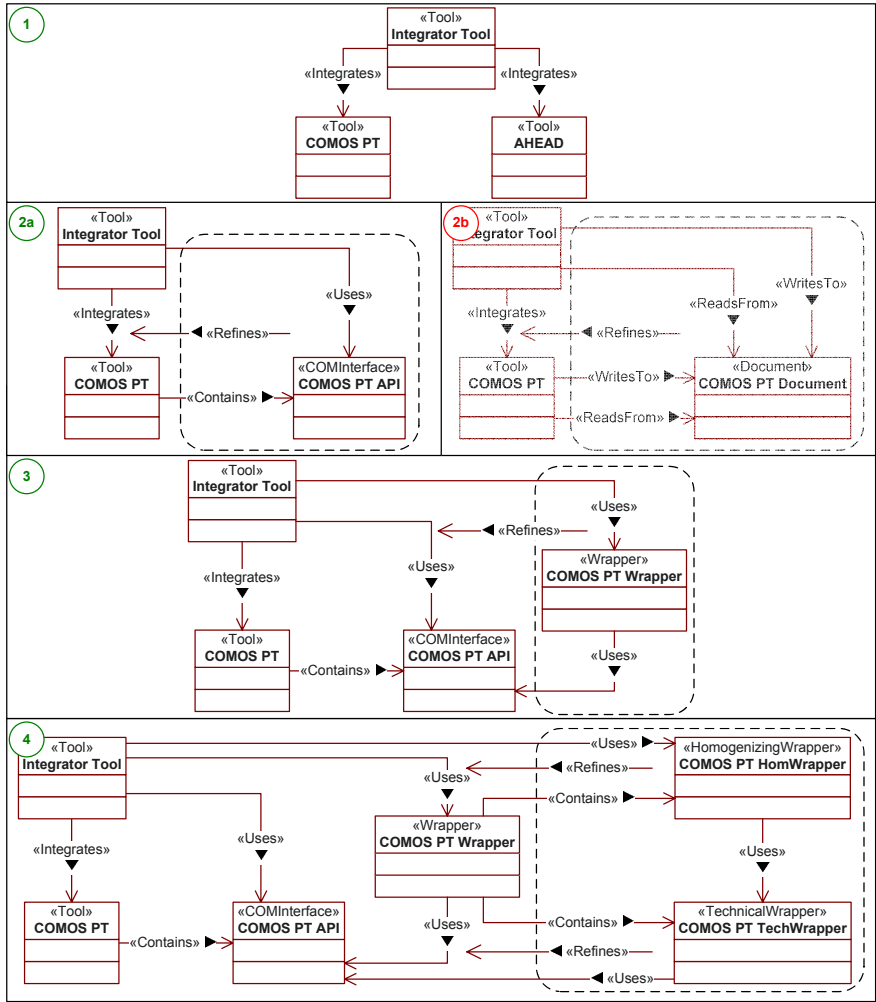 1
«Tool»
Integrator Tool
«Integrates»
«Integrates»
«Tool»
COMOS PT
«Tool»
AHEAD
2a
«Tool»
Integrator Tool
«Uses»
«Integrates»
«Refines»
«Tool»
COMOS PT
«Contains»
«COMInterface»
COMOS PT API
2b
«Tool»
egrator Tool
«WritesTo»
«ReadsFrom»
«Integrates»
«Refines»
«Tool»
COMOS PT
«WritesTo»
«ReadsFrom»
«Document»
COMOS PT Document
3
«Tool»
Integrator Tool
«Uses»
«Refines»
«Wrapper»
COMOS PT Wrapper
«Integrates»
«Uses»
«Tool»
COMOS PT
«Contains»
«COMInterface»
COMOS PT API
«Uses»
4
«Tool»
Integrator Tool
«Uses»
«HomogenizingWrapper»
COMOS PT HomWrapper
«Refines»
«Uses»
«Contains»
«Wrapper»
COMOS PT Wrapper
«Integrates»
«Uses»
«Uses»
«Tool»
COMOS PT
«Contains»
«COMInterface»
COMOS PT API
«Uses»
«Contains»
«TechnicalWrapper»
COMOS PT TechWrapper
«Refines»
«Uses»